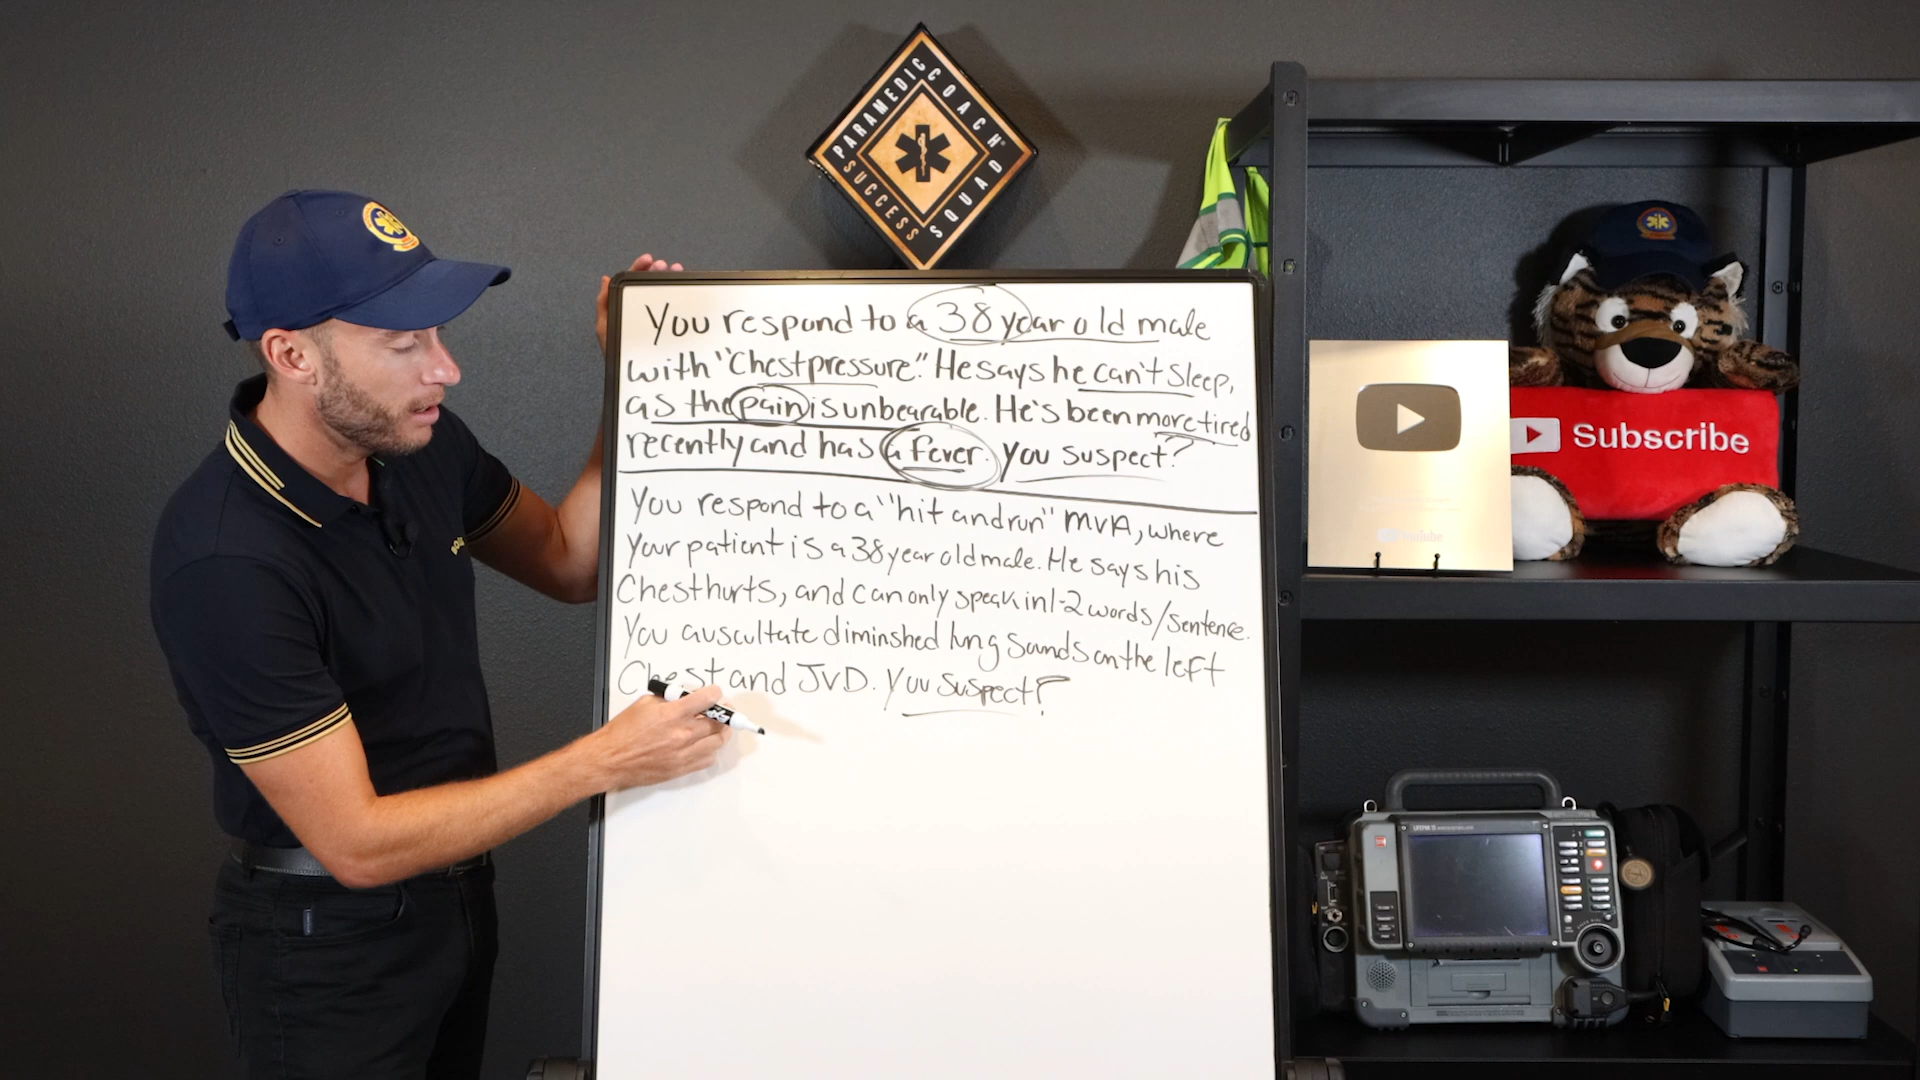 PARAMEDIC COACH®
SUCCESS SQUAD
You respond to a 38 year old male
with "Chest pressure". He says he can't sleep,
as the pain is unbearable. He's been more tired
recently and has a fever. You suspect?
You respond to a "hit and run" MVA, where
Your patient is a 38 year old male. He says his
Chest hurts, and can only speak in 1-2 words/sentence.
You auscultate diminshed lung sounds on the left
Chest and JVD. You suspect?
Subscribe
YouTube
LIFEPAK 15